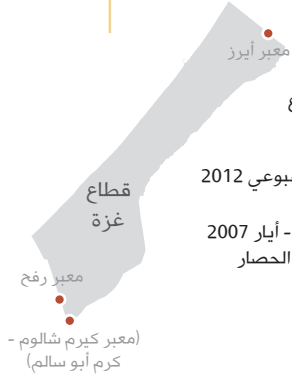 معبر أيرز
ع
بوعي 2012
قطاع
غزة
- أيار 2007
الحصار
معبر رفح
(معبر كيرم شالوم -
كرم أبو سالم)